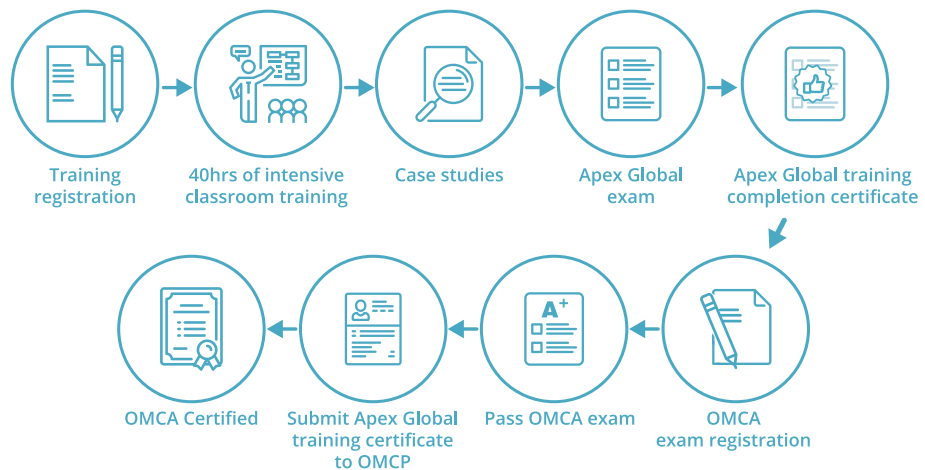 Training
registration
40hrs of intensive
classroom training
Case studies
Apex Global
exam
Apex Global training
completion certificate
A+
OMCA
exam registration
Pass OMCA exam
Submit Apex Global
training certificate
to OMCP
OMCA Certified